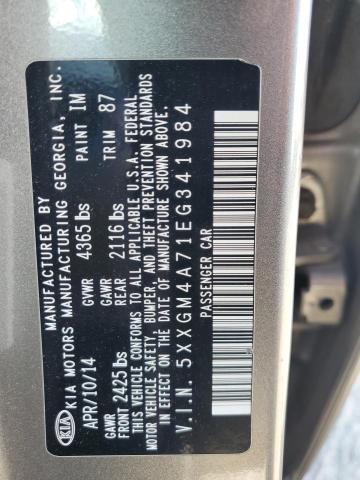 MANUFACTURED BY
KIA MOTORS MANUFACTURING GEORGIA, INC.
KIA
APR/10/14 GVWR 4365 lbs PAINT IM
GAWR FRONT 2425 lbs GAWR REAR 2116 lbs TRIM 87
THIS VEHICLE CONFORMS TO ALL APPLICABLE U.S.A. FEDERAL
MOTOR VEHICLE SAFETY, BUMPER, AND THEFT PREVENTION STANDARDS
IN EFFECT ON THE DATE OF MANUFACTURE SHOWN ABOVE.
V.I.N. 5XXGM4A71EG341984
PASSENGER CAR